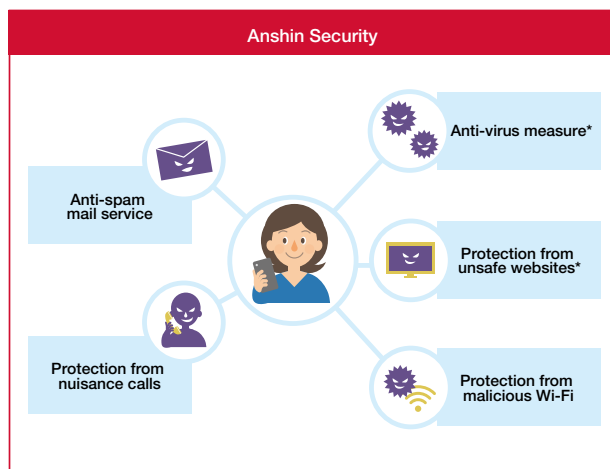 Anshin Security
Anti-spam
mail service
Protection from
nuisance calls
Anti-virus measure*
Protection from
unsafe websites*
Protection from
malicious Wi-Fi